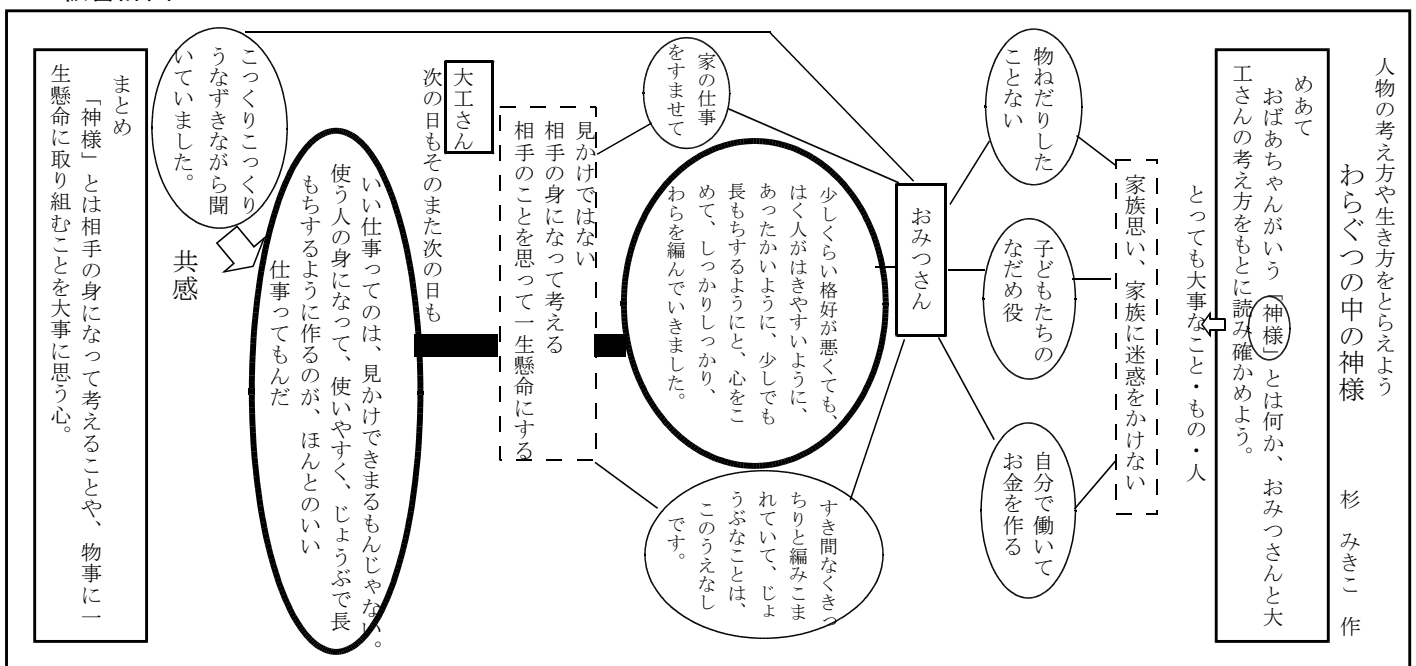 人物の考え方や生き方をとらえよう
わらぐつの中の神様　　杉　みきこ　作
めあて
おばあちゃんがいう「神様」とは何か、おみつさんと大
工さんの考え方をもとに読み確かめよう。
とっても大事なこと・もの・人
家族思い、家族に迷惑をかけない
物ねだりした
ことない
子どもたちの
なだめ役
自分で働いて
お金を作る
おみつさん
家の仕事
をすませて
少しくらい格好が悪くても、
はく人がはきやすいように、
あったかいように、少しでも
長もちするようにと、心をこ
めて、しっかりしっかり、
わらを編んでいきました。
すき間なくきっ
ちりと編みこま
れていて、じょ
うぶなことは、
このうえなし
です。
見かけではない
相手の身になって考える
相手のことを思って一生懸命にする
大工さん
次の日もそのまた次の日も
いい仕事ってのは、見かけできまるもんじゃない。
使う人の身になって、使いやすく、じょうぶで長
もちするように作るのが、ほんとのいい
仕事ってもんだ
こっくりこっくり
うなずきながら聞
いていました。
共感
まとめ
「神様」とは相手の身になって考えることや、物事に一
生懸命に取り組むことを大事に思う心。